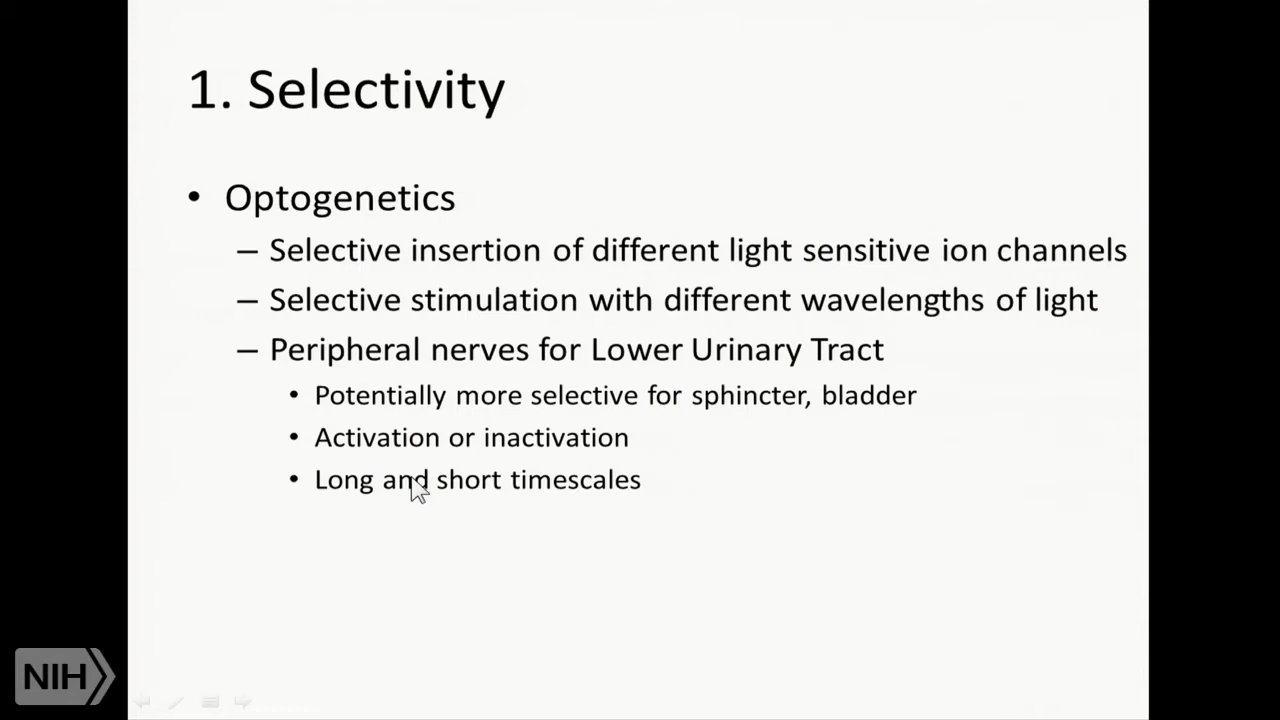 1. Selectivity
• Optogenetics
– Selective insertion of different light sensitive ion channels
– Selective stimulation with different wavelengths of light
– Peripheral nerves for Lower Urinary Tract
• Potentially more selective for sphincter, bladder
• Activation or inactivation
• Long and short timescales
NIH